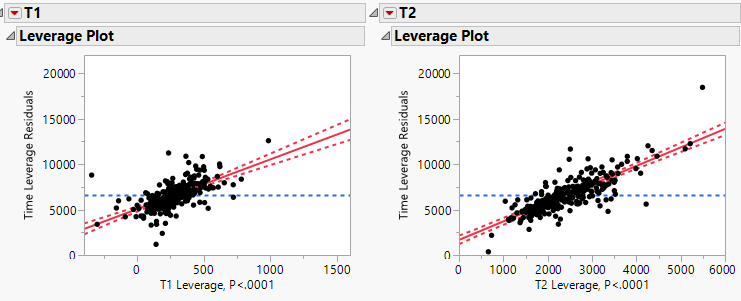 T1
Leverage Plot
20000
15000
10000
5000
0
Time Leverage Residuals
0
500
1000
1500
T1 Leverage, P<.0001
T2
Leverage Plot
20000
15000
10000
5000
0
Time Leverage Residuals
0
1000
2000
3000
4000
5000
6000
T2 Leverage, P<.0001